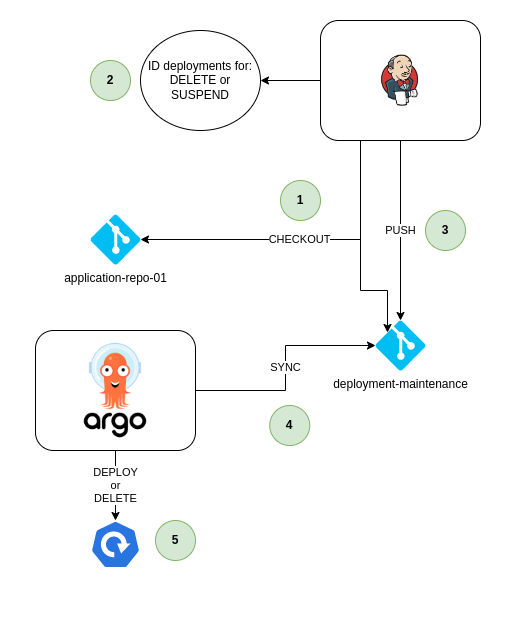 2
ID deployments for:
DELETE or
SUSPEND
1
CHECKOUT
PUSH
3
application-repo-01
deployment-maintenance
argo
SYNC
4
DEPLOY
or
DELETE
5